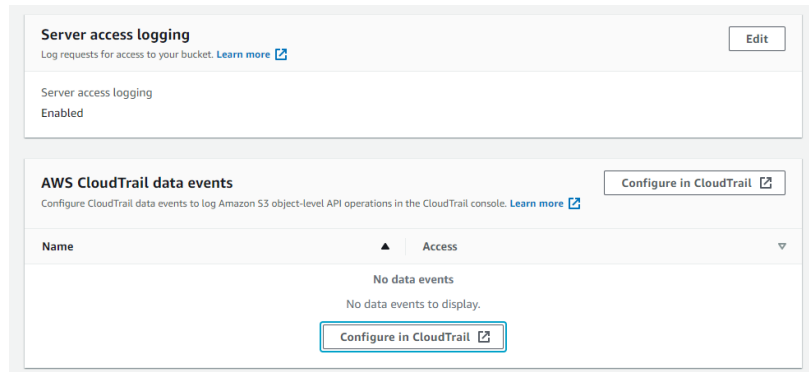 Server access logging
Edit
Log requests for access to your bucket. Learn more
Server access logging
Enabled
AWS CloudTrail data events
Configure in CloudTrail
Configure CloudTrail data events to log Amazon S3 object-level API operations in the CloudTrail console. Learn more
Name
Access
No data events
No data events to display.
Configure in CloudTrail